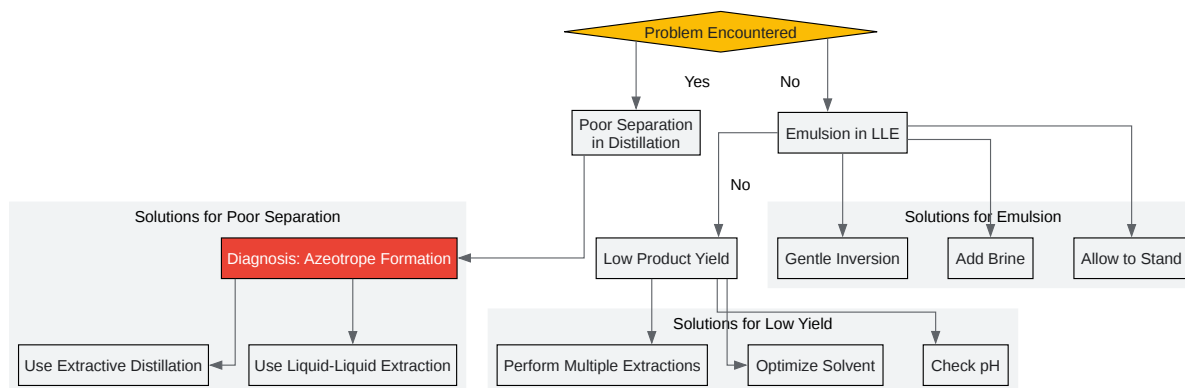 Problem Encountered
Yes
No
Poor Separation
in Distillation
Emulsion in LLE
No
Solutions for Poor Separation
Solutions for Emulsion
Diagnosis: Azeotrope Formation
Low Product Yield
Gentle Inversion
Add Brine
Allow to Stand
Solutions for Low Yield
Use Extractive Distillation
Use Liquid-Liquid Extraction
Perform Multiple Extractions
Optimize Solvent
Check pH